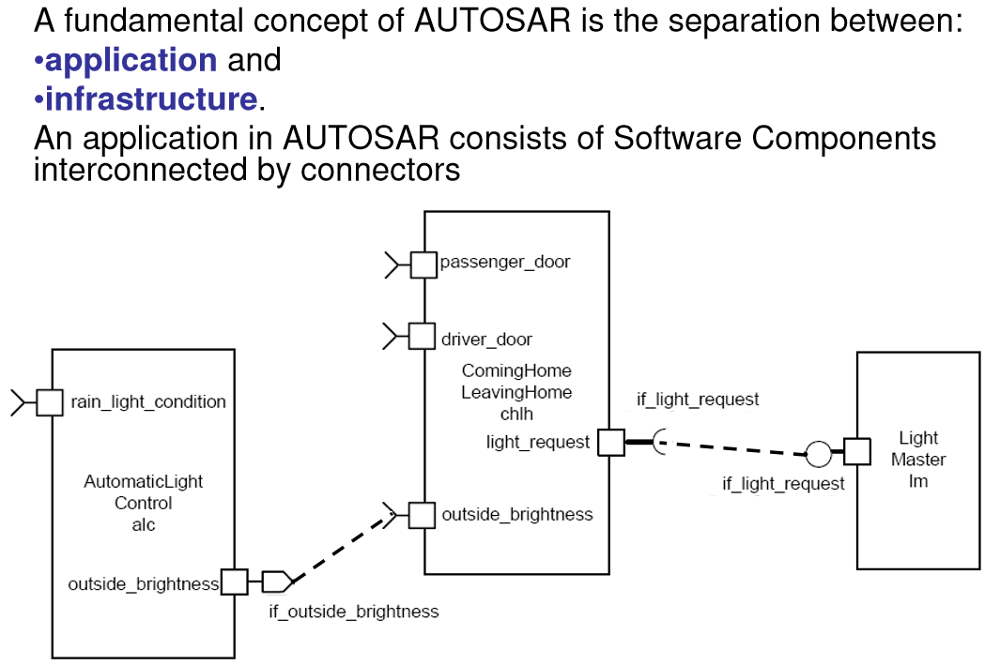 A fundamental concept of AUTOSAR is the separation between:
•application and
•infrastructure.
An application in AUTOSAR consists of Software Components
interconnected by connectors
passenger_door
driver_door
ComingHome
LeavingHome
chlh
light_request
outside_brightness
rain_light_condition
AutomaticLight
Control
alc
outside_brightness
if_outside_brightness
if_light_request
if_light_request
Light
Master
lm